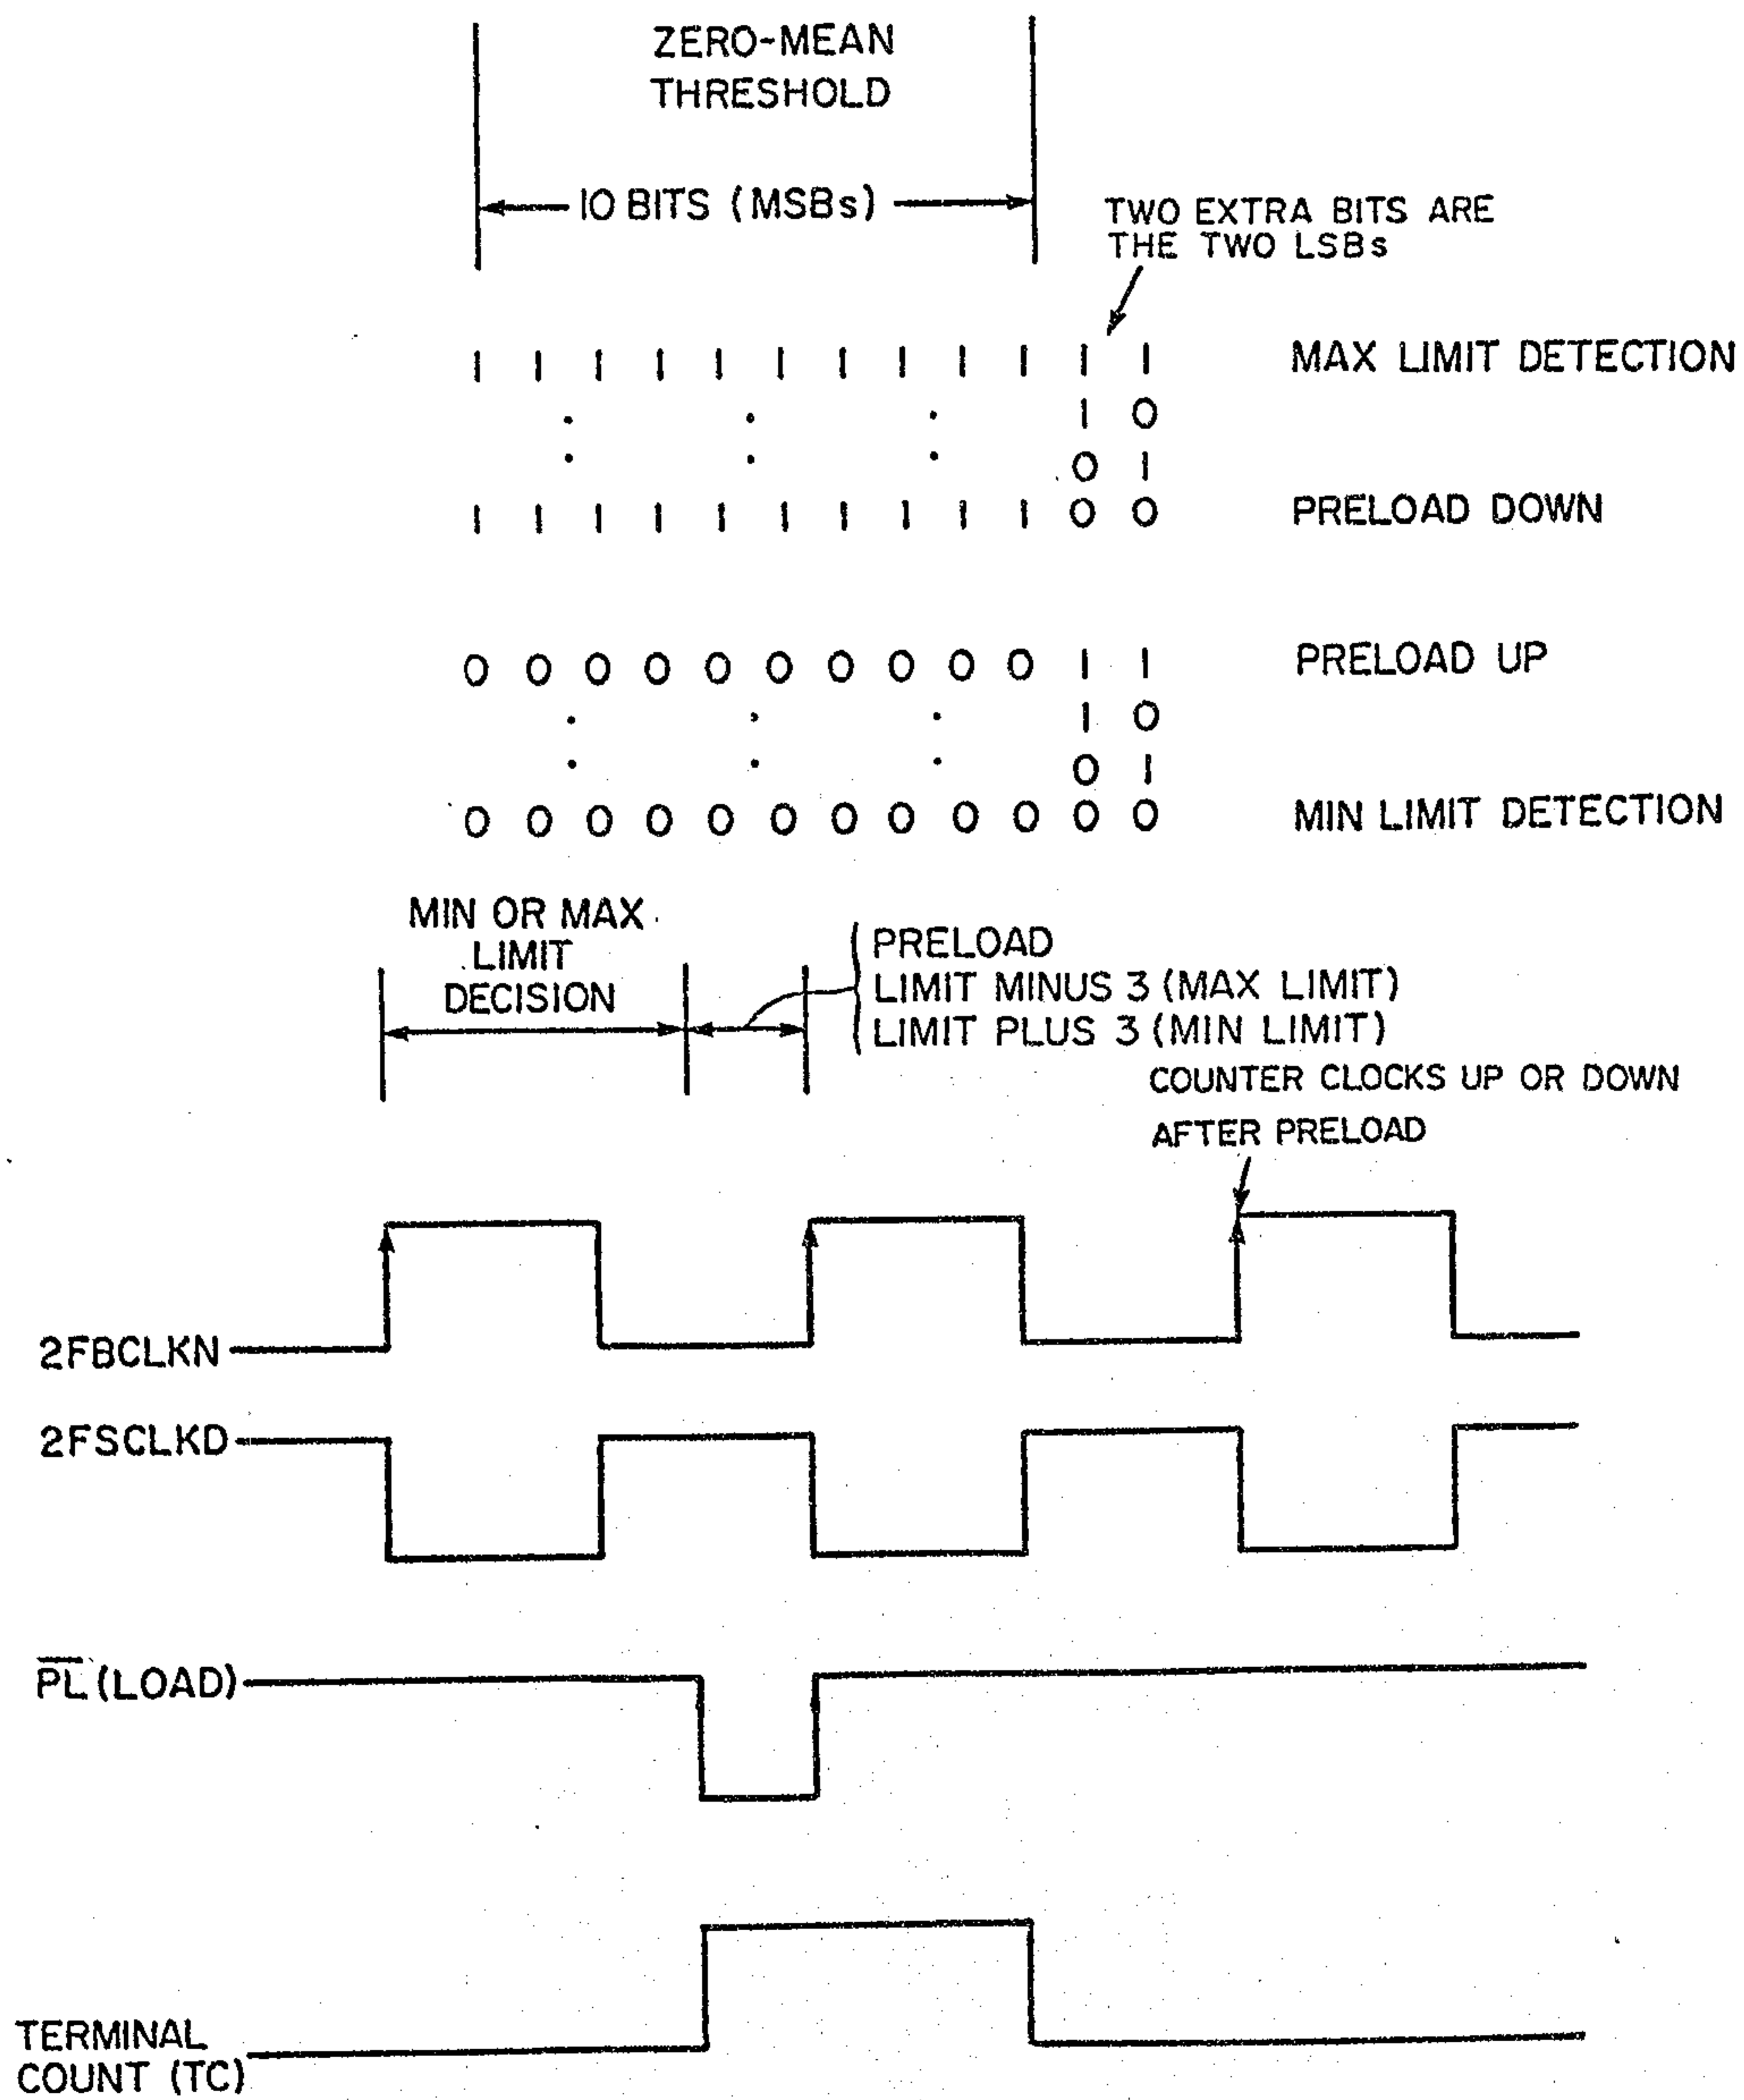 ZERO-MEAN
THRESHOLD
10 BITS (MSBs)
TWO EXTRA BITS ARE
THE TWO LSBs
1 1 1 1 1 1 1 1 1 1 1 1 MAX LIMIT DETECTION
. . . 1 0
. . . 0 1
1 1 1 1 1 1 1 1 1 1 0 0 PRELOAD DOWN
0 0 0 0 0 0 0 0 0 0 1 1 PRELOAD UP
. . . 1 0
. . . 0 1
0 0 0 0 0 0 0 0 0 0 0 0 MIN LIMIT DETECTION
MIN OR MAX
LIMIT
DECISION
PRELOAD
LIMIT MINUS 3 (MAX LIMIT)
LIMIT PLUS 3 (MIN LIMIT)
COUNTER CLOCKS UP OR DOWN
AFTER PRELOAD
2FBCLKN
2FSCLKD
P̅L̅ (LOAD)
TERMINAL
COUNT (TC)